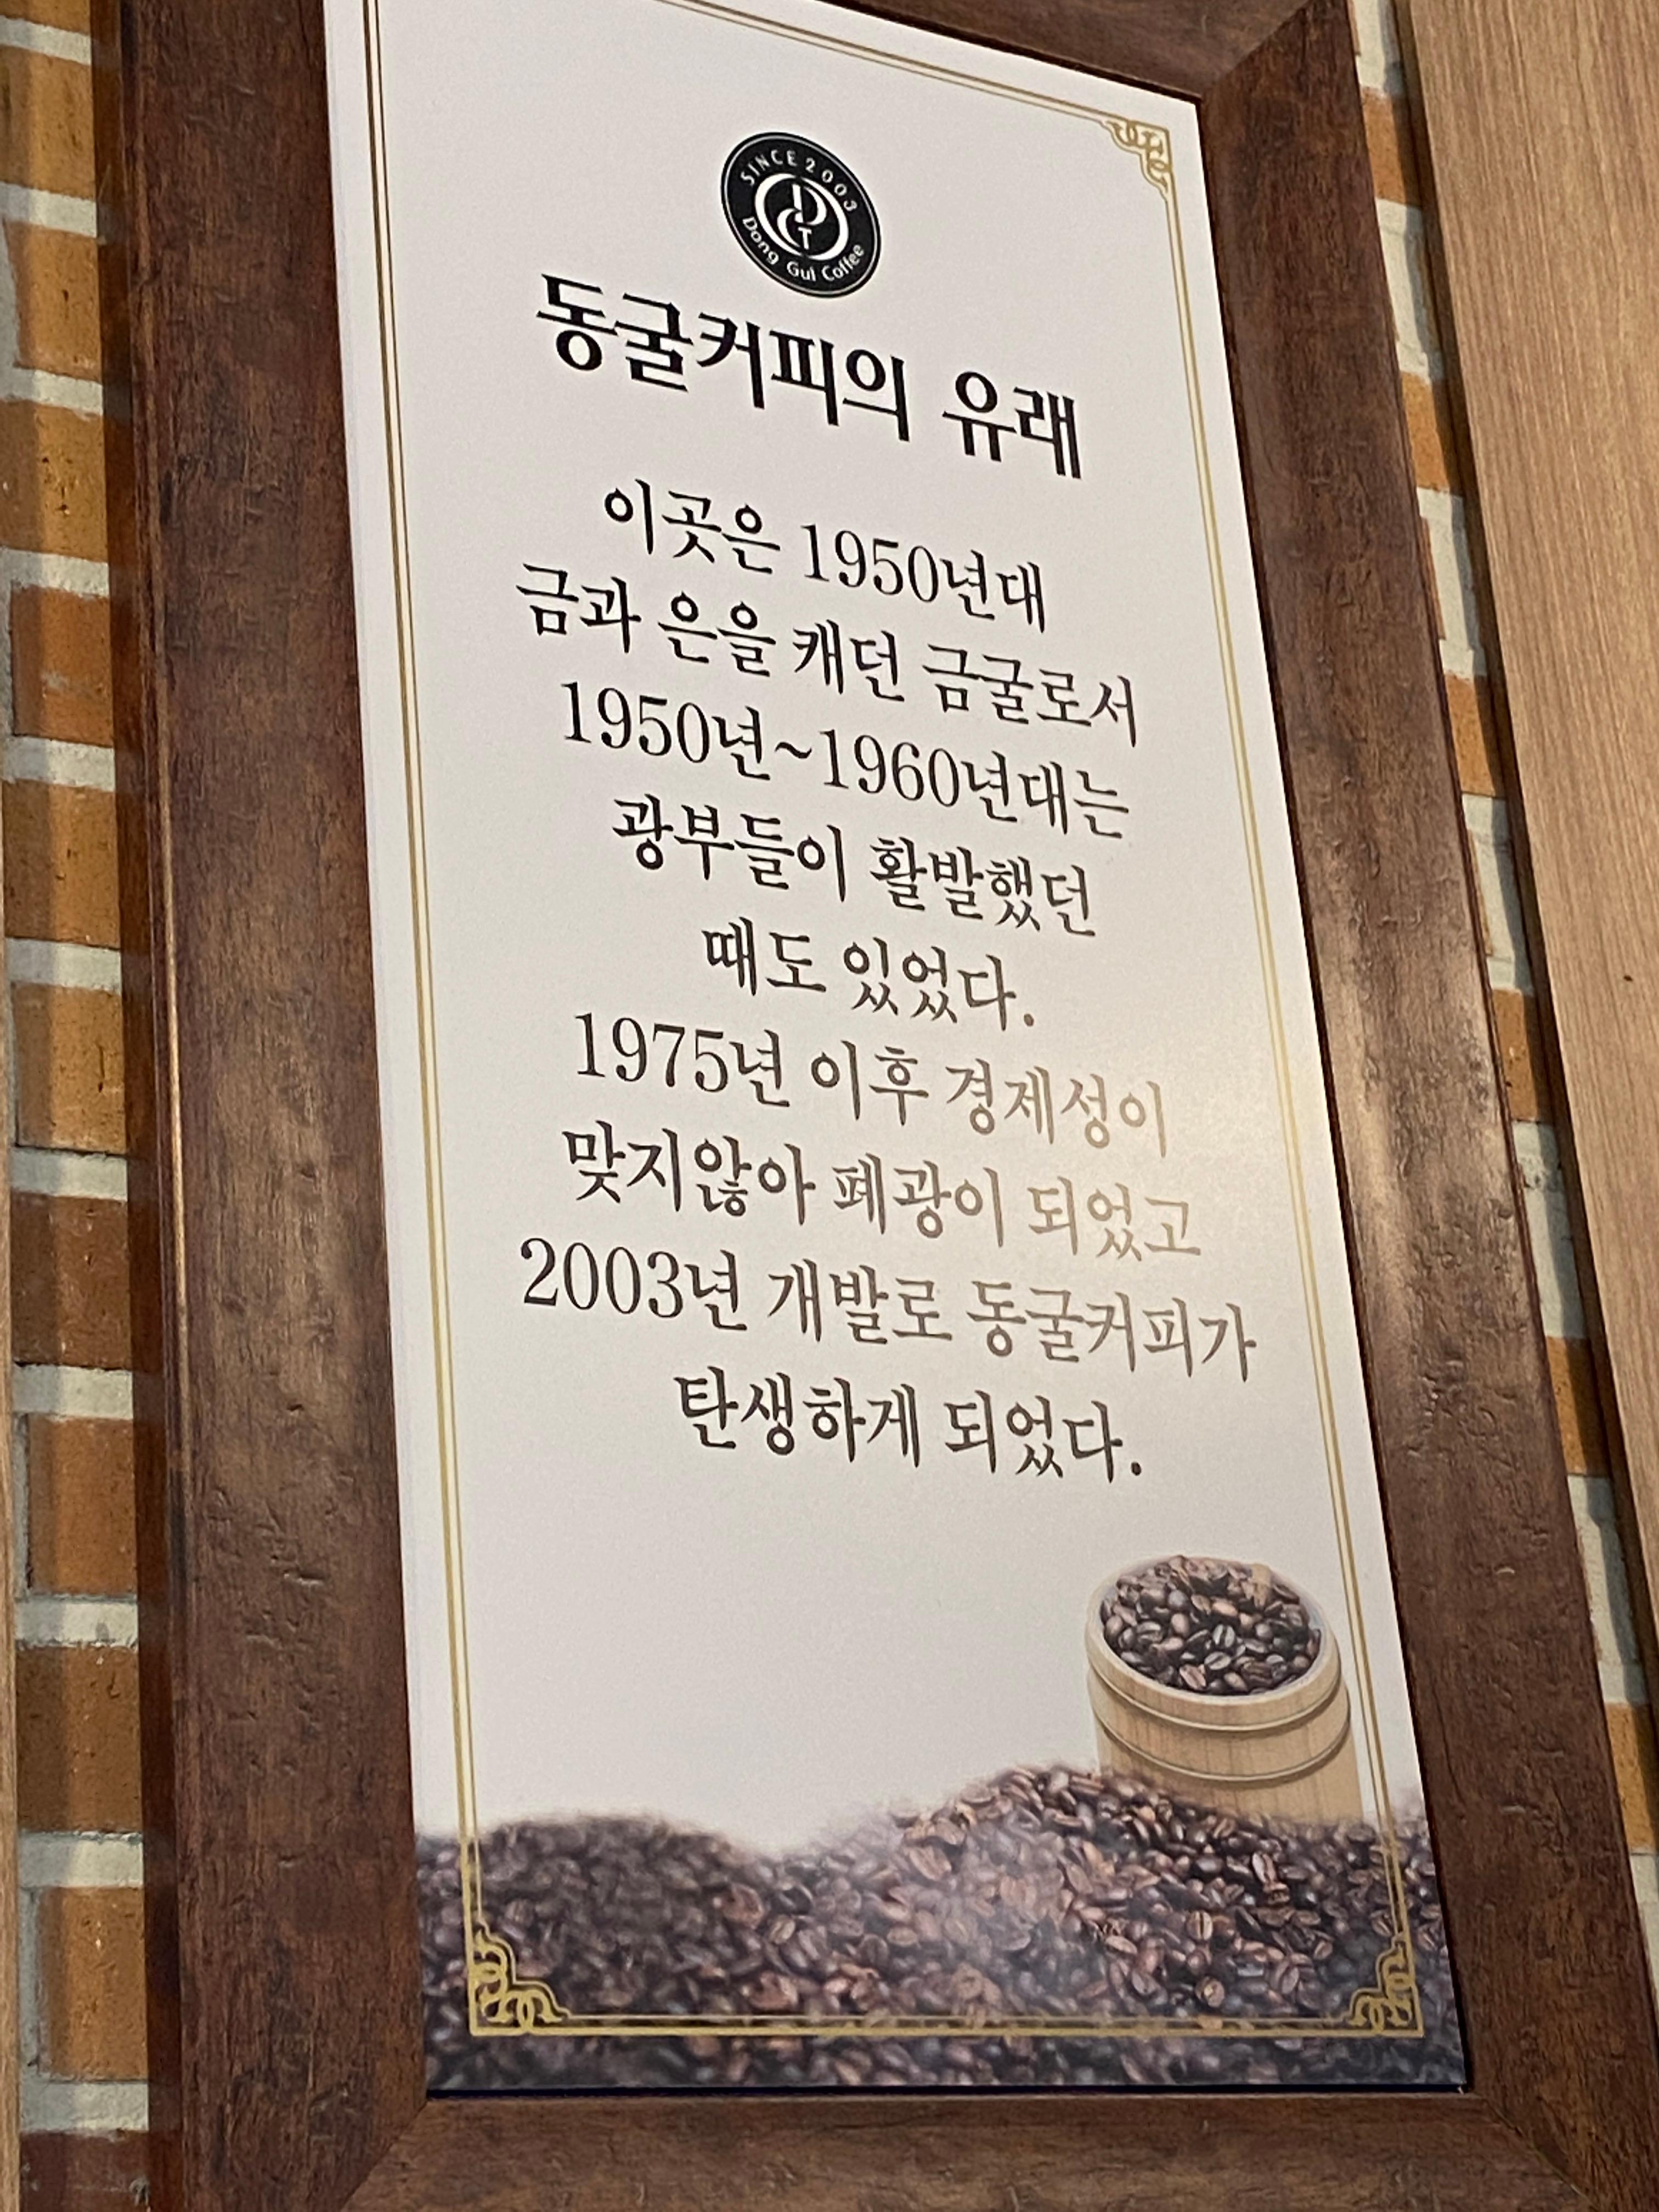 SINCE 2003
Dong Gul Coffee
동굴커피의 유래
이곳은 1950년대
금과 은을 캐던 금굴로서
1950년~1960년대는
광부들이 활발했던
때도 있었다.
1975년 이후 경제성이
맞지않아 폐광이 되었고
2003년 개발로 동굴커피가
탄생하게 되었다.